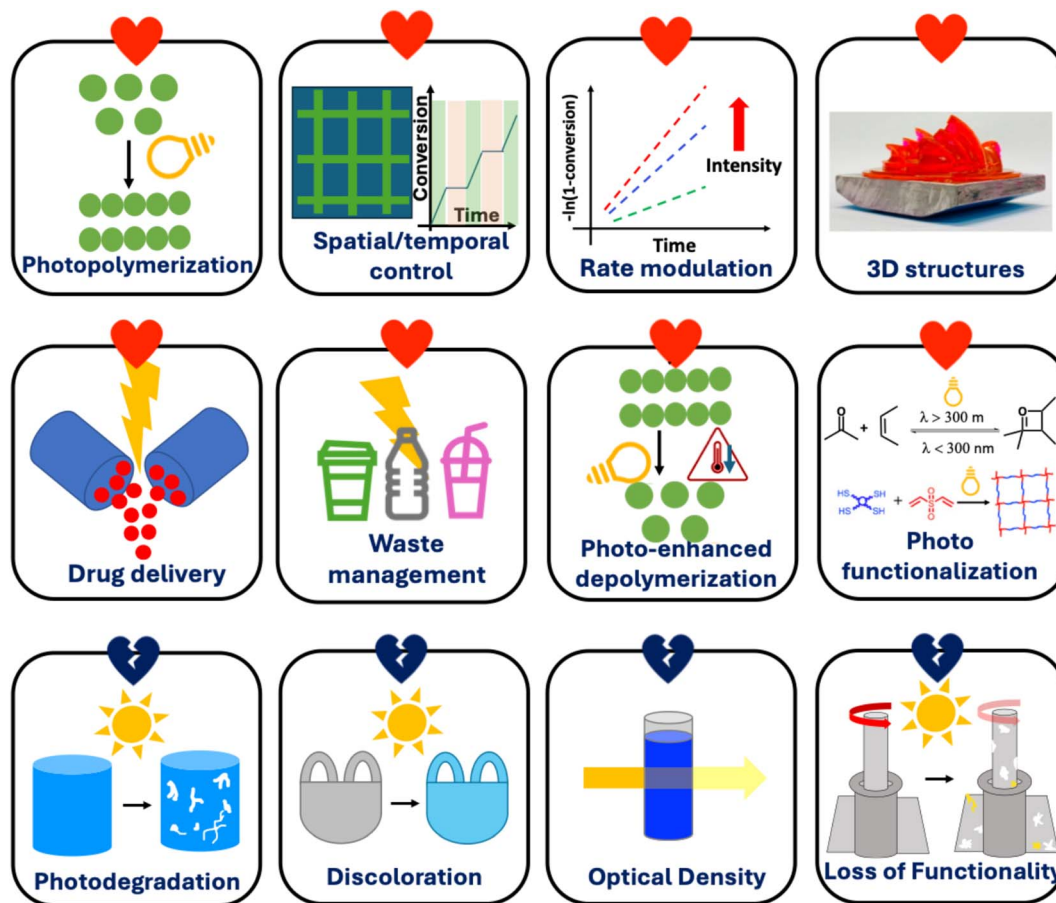 Photopolymerization
Conversion
Time
Spatial/temporal
control
-ln(1-conversion)
Intensity
Time
Rate modulation
3D structures
Drug delivery
Waste
management
Photo-enhanced
depolymerization
O
+
λ > 300 m
λ < 300 nm
O
HS SH
HS SH
+
O
S
O
Photo
functionalization
Photodegradation
Discoloration
Optical Density
Loss of Functionality